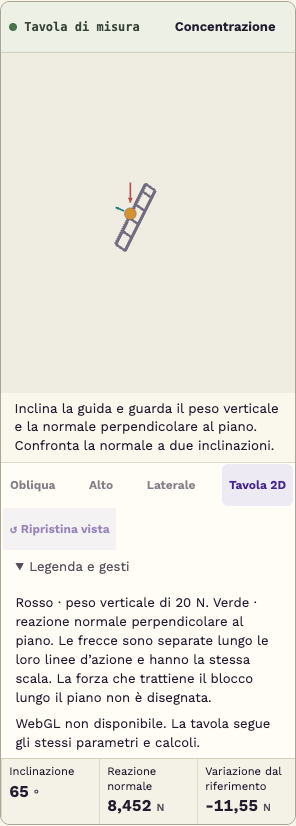 Tavola di misura
Concentrazione
Inclina la guida e guarda il peso verticale
e la normale perpendicolare al piano.
Confronta la normale a due inclinazioni.
Obliqua
Alto
Laterale
Tavola 2D
↺ Ripristina vista
▼ Legenda e gesti
Rosso · peso verticale di 20 N. Verde ·
reazione normale perpendicolare al
piano. Le frecce sono separate lungo le
loro linee d’azione e hanno la stessa
scala. La forza che trattiene il blocco
lungo il piano non è disegnata.
WebGL non disponibile. La tavola segue
gli stessi parametri e calcoli.
Inclinazione
65 °
Reazione
normale
8,452 N
Variazione dal
riferimento
-11,55 N